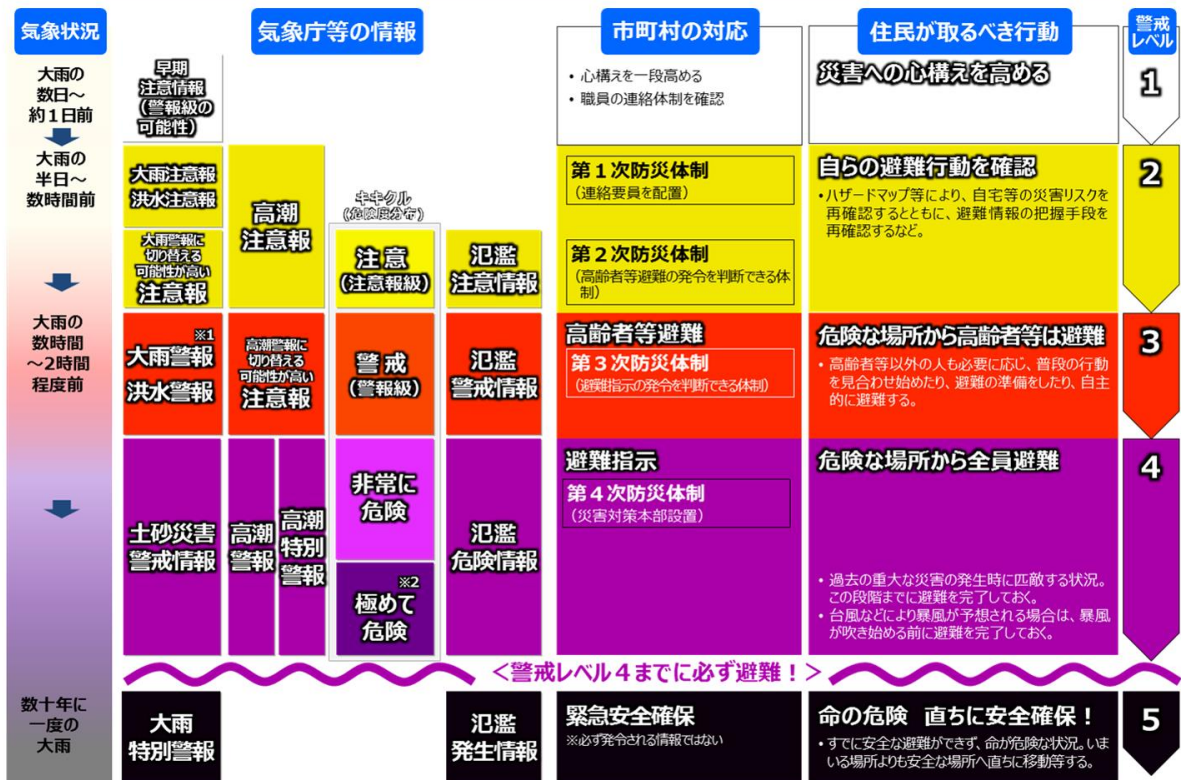 気象状況
気象庁等の情報
市町村の対応
住民が取るべき行動
警戒
レベル
大雨の
数日～
約１日前
早期
注意情報
(警報級の
可能性)
・心構えを一段高める
・職員の連絡体制を確認
災害への心構えを高める
1
大雨の
半日～
数時間前
大雨注意報
洪水注意報
大雨警報に
切り替える
可能性が高い
注意報
高潮
注意報
キキクル
(危険度分布)
注意
(注意報級)
氾濫
注意情報
第１次防災体制
(連絡要員を配置)
第２次防災体制
(高齢者等避難の発令を判断できる体
制)
自らの避難行動を確認
・ハザードマップ等により、自宅等の災害リスクを
再確認するとともに、避難情報の把握手段を
再確認するなど。
2
大雨の
数時間
～2時間
程度前
※1
大雨警報
洪水警報
高潮警報に
切り替える
可能性が高い
注意報
警戒
(警報級)
氾濫
警戒情報
高齢者等避難
第３次防災体制
(避難指示の発令を判断できる体制)
危険な場所から高齢者等は避難
・高齢者等以外の人も必要に応じ、普段の行動
を見合わせ始めたり、避難の準備をしたり、自主
的に避難する。
3
土砂災害
警戒情報
高潮
警報
高潮
特別
警報
非常に
危険
※2
極めて
危険
氾濫
危険情報
避難指示
第４次防災体制
(災害対策本部設置)
危険な場所から全員避難
・過去の重大な災害の発生時に匹敵する状況。
この段階までに避難を完了しておく。
・台風などにより暴風が予想される場合は、暴風
が吹き始める前に避難を完了しておく。
4
＜警戒レベル４までに必ず避難！＞
数十年に
一度の
大雨
大雨
特別警報
氾濫
発生情報
緊急安全確保
※必ず発令される情報ではない
命の危険 直ちに安全確保！
・すでに安全な避難ができず、命が危険な状況。いま
いる場所よりも安全な場所へ直ちに移動等する。
5